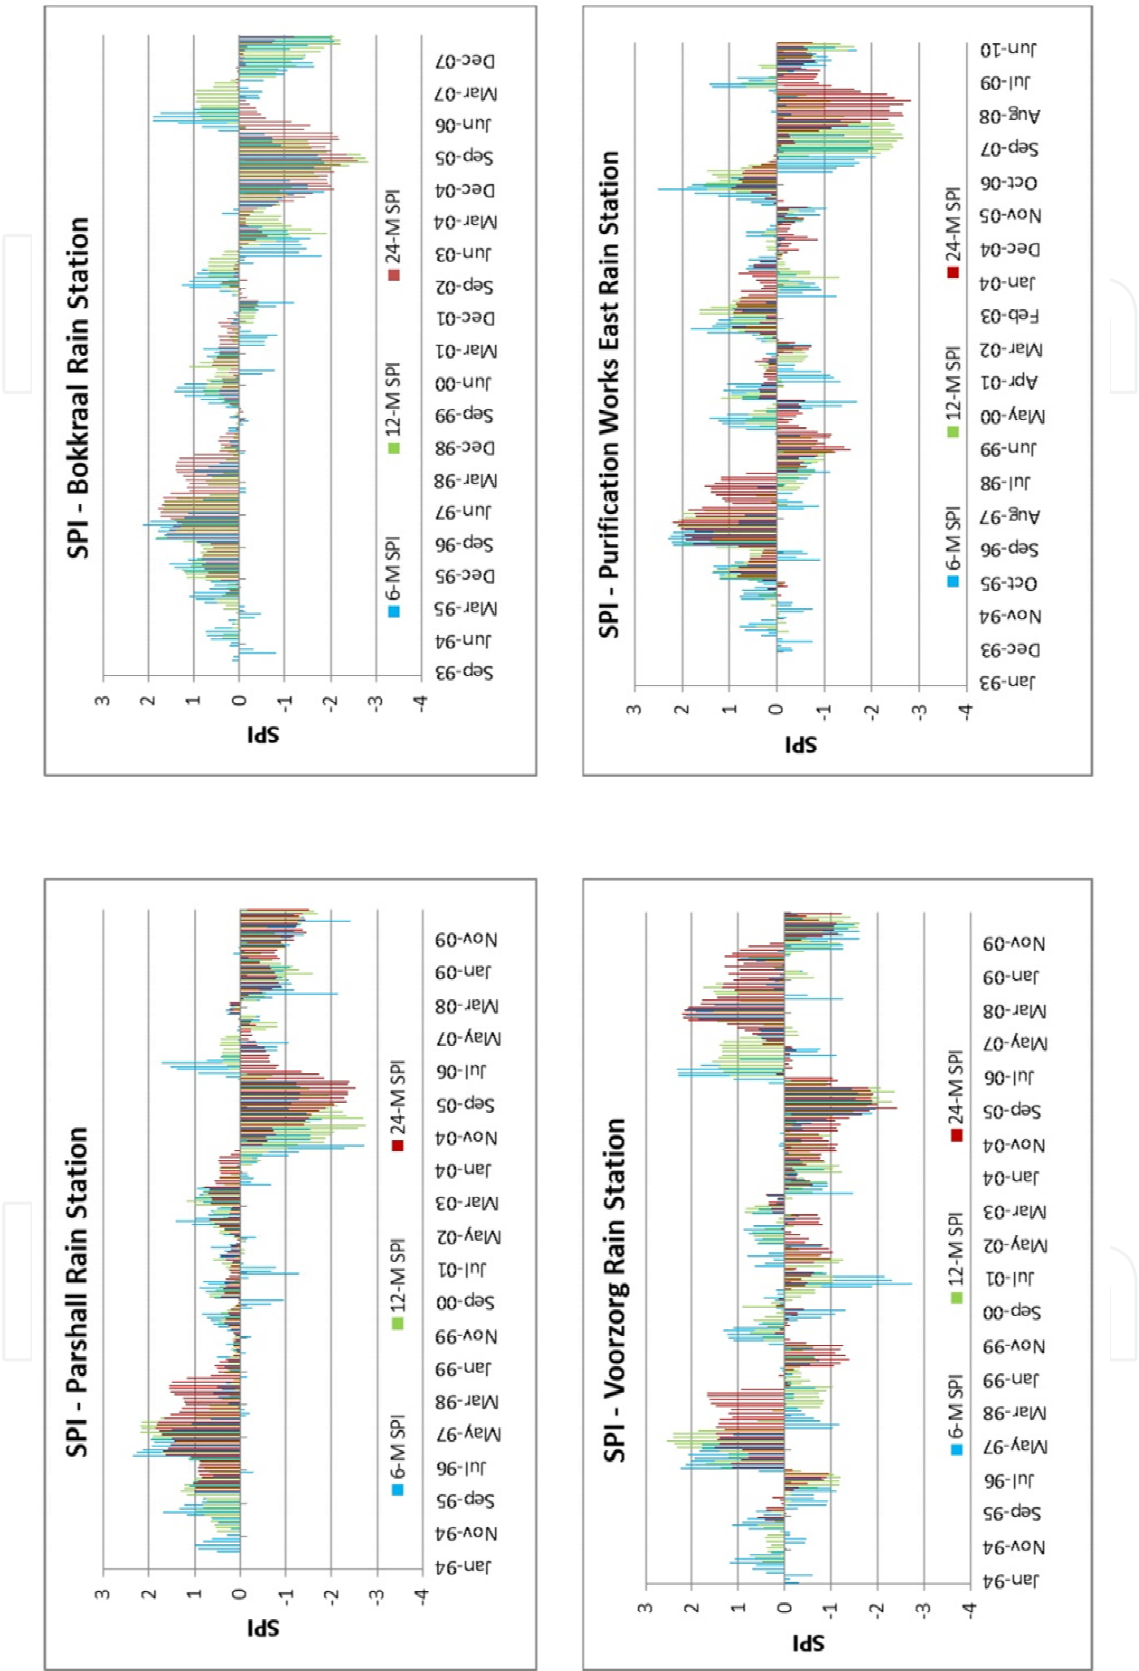 SPI - Parshall Rain Station
SPI
3
2
1
0
-1
-2
-3
-4
Jan-94
Nov-94
Sep-95
Jul-96
May-97
Mar-98
Jan-99
Nov-99
Sep-00
Jul-01
May-02
Mar-03
Jan-04
Nov-04
Sep-05
Jul-06
May-07
Mar-08
Jan-09
Nov-09
6-M SPI 12-M SPI 24-M SPI
SPI - Bokkraal Rain Station
SPI
3
2
1
0
-1
-2
-3
-4
Sep-93
Jun-94
Mar-95
Dec-95
Sep-96
Jun-97
Mar-98
Dec-98
Sep-99
Jun-00
Mar-01
Dec-01
Sep-02
Jun-03
Mar-04
Dec-04
Sep-05
Jun-06
Mar-07
Dec-07
6-M SPI 12-M SPI 24-M SPI
SPI - Voorzorg Rain Station
SPI
3
2
1
0
-1
-2
-3
-4
Jan-94
Nov-94
Sep-95
Jul-96
May-97
Mar-98
Jan-99
Nov-99
Sep-00
Jul-01
May-02
Mar-03
Jan-04
Nov-04
Sep-05
Jul-06
May-07
Mar-08
Jan-09
Nov-09
6-M SPI 12-M SPI 24-M SPI
SPI - Purification Works East Rain Station
SPI
3
2
1
0
-1
-2
-3
-4
Jan-93
Dec-93
Nov-94
Oct-95
Sep-96
Aug-97
Jul-98
Jun-99
May-00
Apr-01
Mar-02
Feb-03
Jan-04
Dec-04
Nov-05
Oct-06
Sep-07
Aug-08
Jul-09
Jun-10
6-M SPI 12-M SPI 24-M SPI